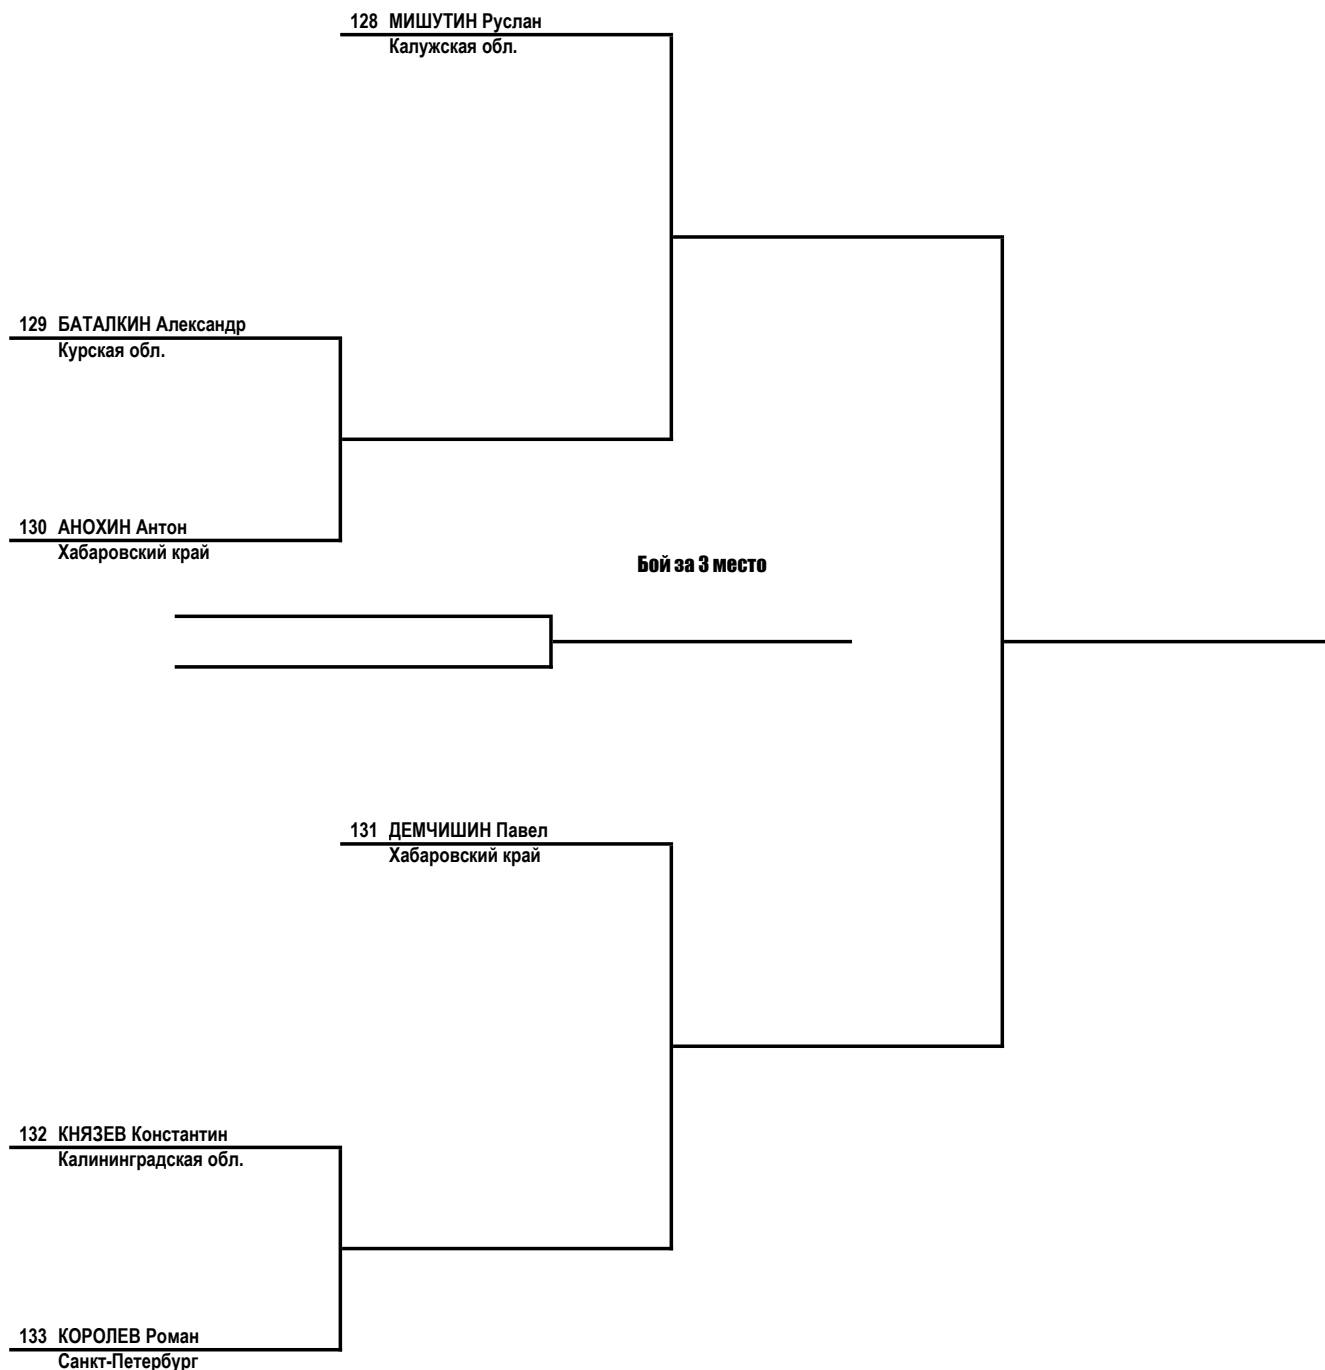 128 МИШУТИН Руслан
Калужская обл.
129 БАТАЛКИН Александр
Курская обл.
130 АНОХИН Антон
Хабаровский край
Бой за 3 место
131 ДЕМЧИШИН Павел
Хабаровский край
132 КНЯЗЕВ Константин
Калининградская обл.
133 КОРОЛЕВ Роман
Санкт-Петербург